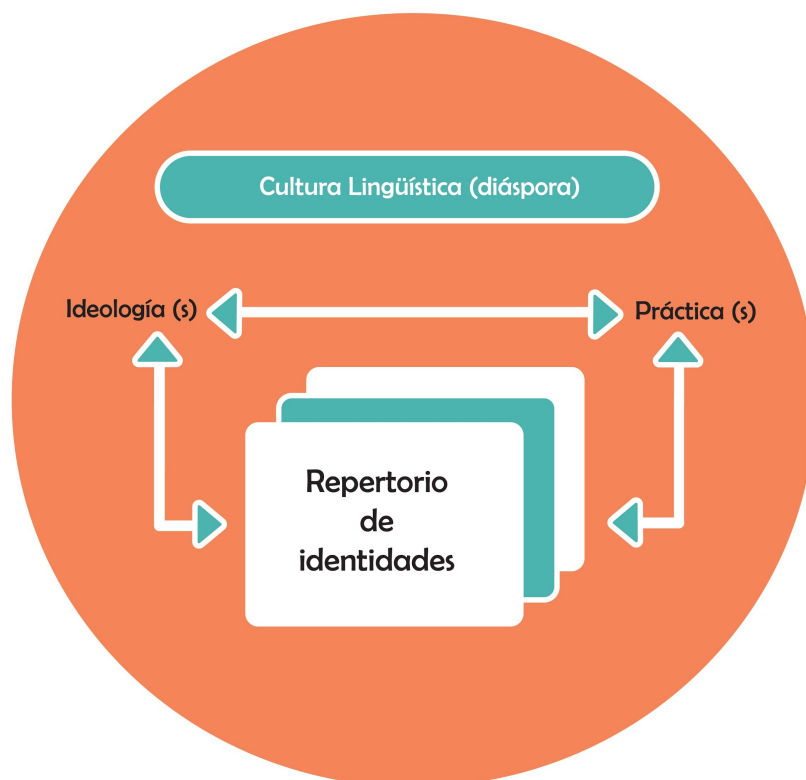 Cultura Lingüística (diáspora)
Ideología (s)
Práctica (s)
Repertorio
de
identidades